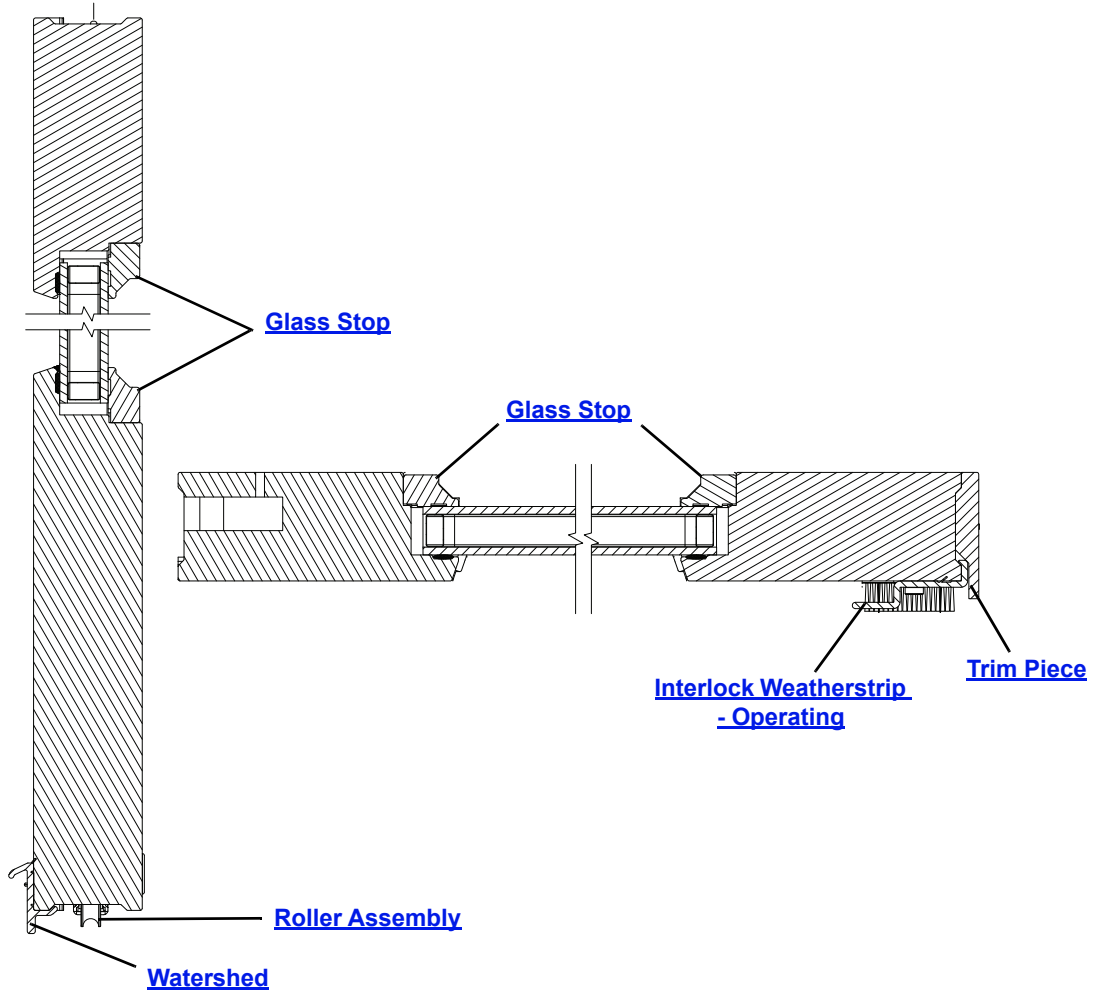 Glass Stop
Glass Stop
Trim Piece
Interlock Weatherstrip
- Operating
Roller Assembly
Watershed